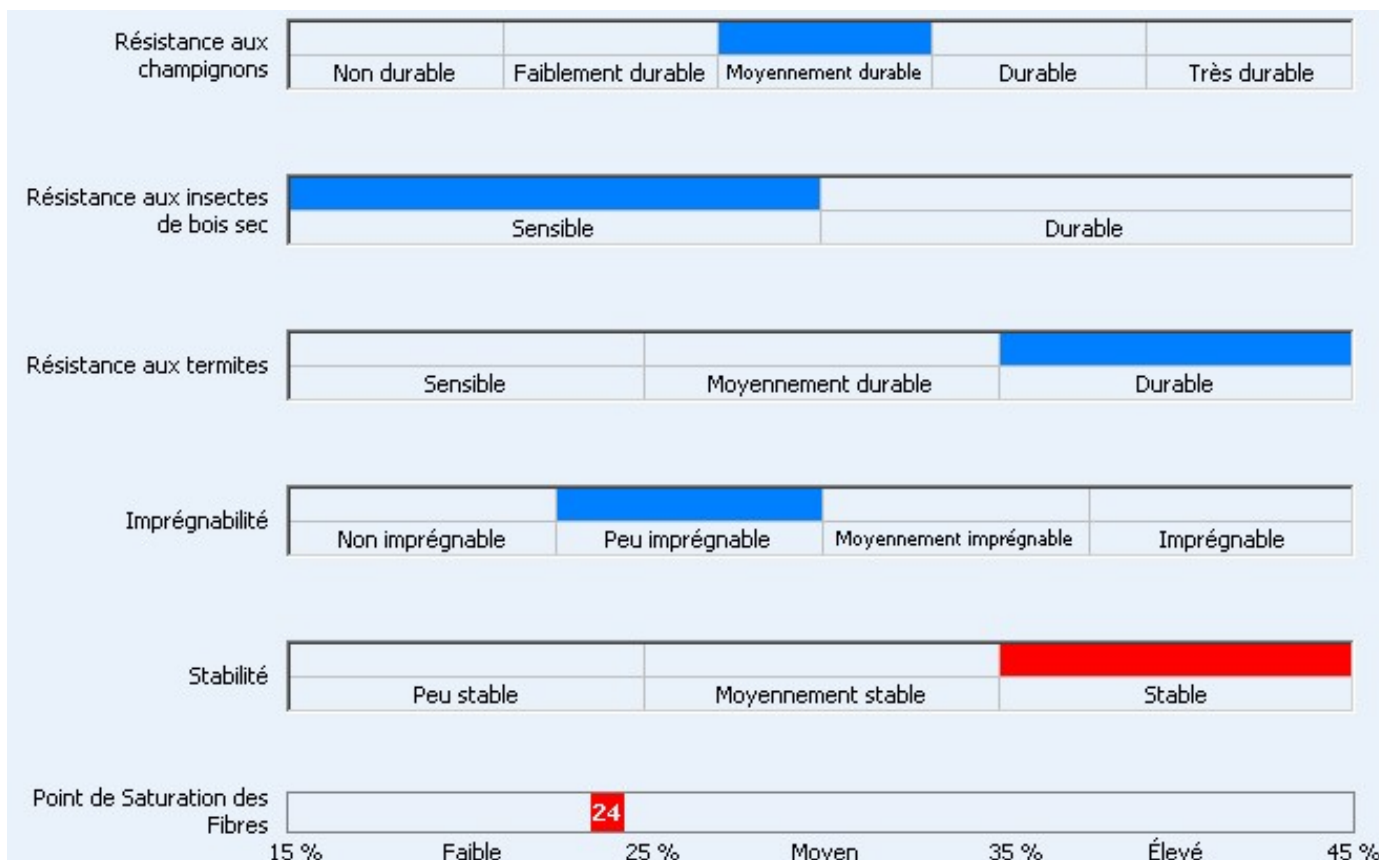 Résistance aux
champignons
Non durable Faiblement durable Moyennement durable Durable Très durable
Résistance aux insectes
de bois sec
Sensible Durable
Résistance aux termites
Sensible Moyennement durable Durable
Imprégnabilité
Non imprégnable Peu imprégnable Moyennement imprégnable Imprégnable
Stabilité
Peu stable Moyennement stable Stable
Point de Saturation des
Fibres
24
15 % Faible 25 % Moyen 35 % Élevé 45 %